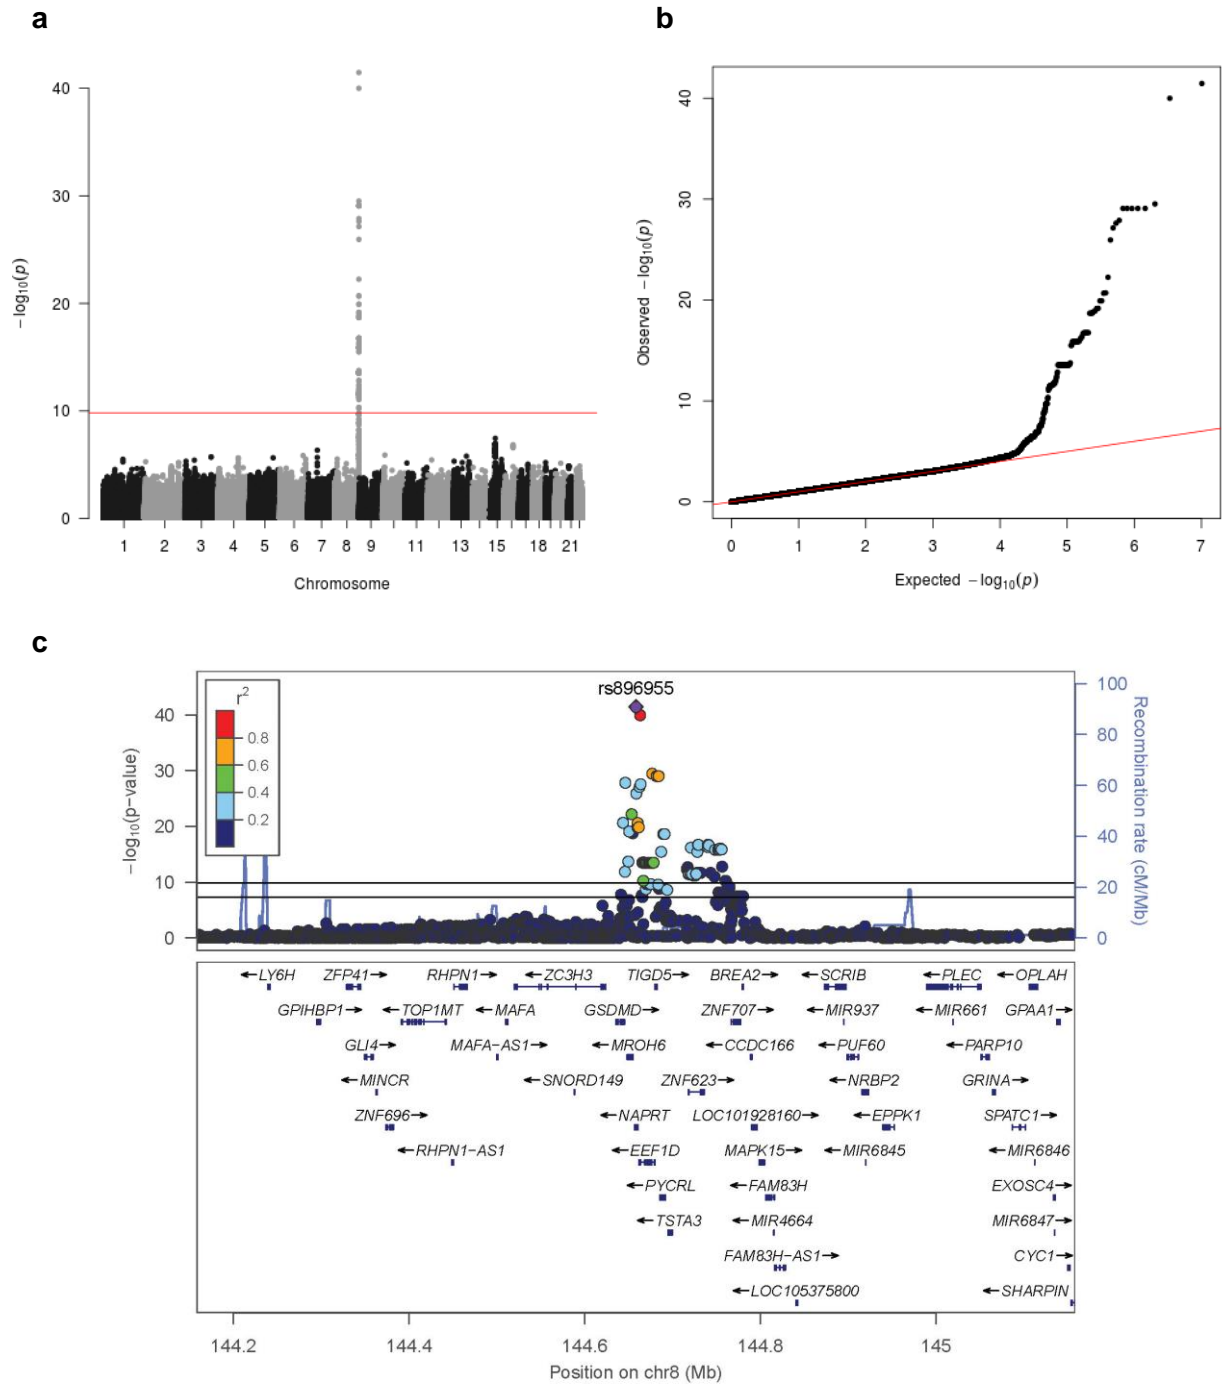 a
b
40
30
20
10
0
−log10(p)
1 2 3 4 5 6 7 8 9 11 13 15 18 21
Chromosome
40
30
20
10
0
Observed −log10(p)
0 1 2 3 4 5 6 7
Expected −log10(p)
c
rs896955
r2
0.8
0.6
0.4
0.2
40
30
20
10
0
−log10(p−value)
100
80
60
40
20
0
Recombination rate (cM/Mb)
←LY6H ZFP41→ RHPN1→ ←ZC3H3 TIGD5→ BREA2→ ←SCRIB ←PLEC ←OPLAH
GPIHBP1→ ←TOP1MT ←MAFA GSDMD→ ZNF707→ ←MIR937 ←MIR661 GPAA1→
GLI4→ MAFA−AS1→ ←MROH6 ←CCDC166 ←PUF60 ←PARP10
←MINCR ←SNORD149 ZNF623→ ←NRBP2 GRINA→
ZNF696→ ←NAPRT LOC101928160→ ←EPPK1 SPATC1→
←RHPN1−AS1 ←EEF1D MAPK15→ ←MIR6845 ←MIR6846
←PYCRL ←FAM83H EXOSC4→
←TSTA3 ←MIR4664 MIR6847→
FAM83H−AS1→ CYC1→
←LOC105375800 ←SHARPIN
144.2 144.4 144.6 144.8 145
Position on chr8 (Mb)